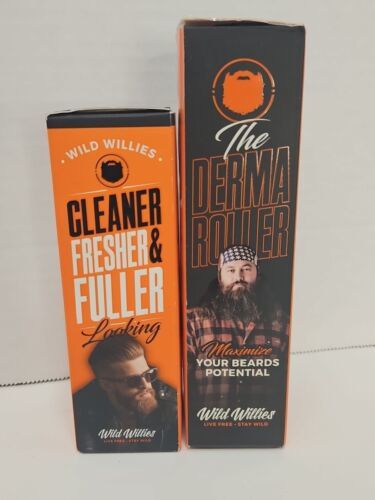 · WILD WILLIES ·
CLEANER
FRESHER &
FULLER
Looking
Wild Willies
LIVE FREE · STAY WILD
The
DERMA
ROLLER
Maximize
YOUR BEARDS
POTENTIAL
Wild Willies
LIVE FREE · STAY WILD